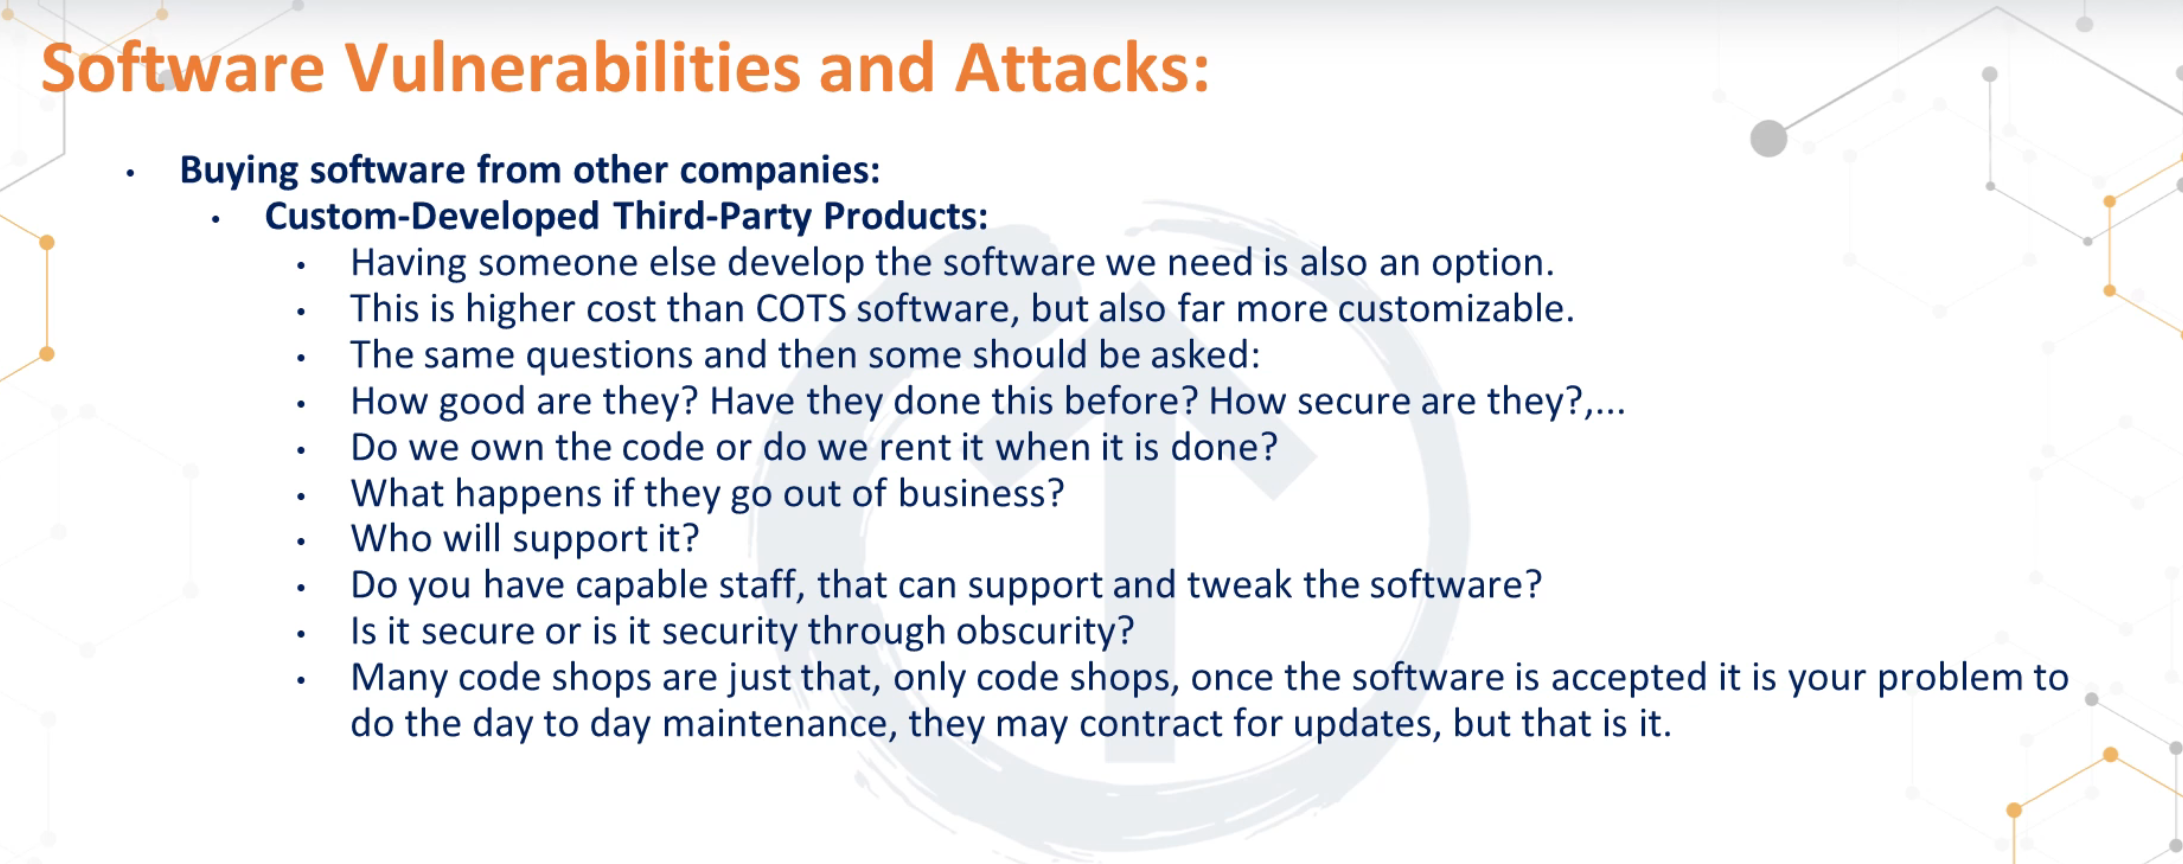 Software Vulnerabilities and Attacks:
• Buying software from other companies:
• Custom-Developed Third-Party Products:
• Having someone else develop the software we need is also an option.
• This is higher cost than COTS software, but also far more customizable.
• The same questions and then some should be asked:
• How good are they? Have they done this before? How secure are they?,...
• Do we own the code or do we rent it when it is done?
• What happens if they go out of business?
• Who will support it?
• Do you have capable staff, that can support and tweak the software?
• Is it secure or is it security through obscurity?
• Many code shops are just that, only code shops, once the software is accepted it is your problem to
do the day to day maintenance, they may contract for updates, but that is it.